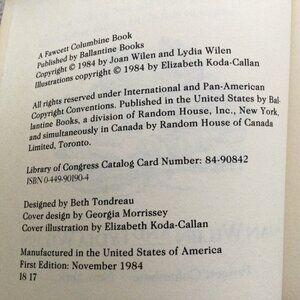 A Fawcett Columbine Book
Published by Ballantine Books
Copyright © 1984 by Joan Wilen and Lydia Wilen
Illustrations copyright © 1984 by Elizabeth Koda-Callan
All rights reserved under International and Pan-American
Copyright Conventions. Published in the United States by Bal-
lantine Books, a division of Random House, Inc., New York,
and simultaneously in Canada by Random House of Canada
Limited, Toronto.
Library of Congress Catalog Card Number: 84-90842
ISBN 0-449-90190-4
Designed by Beth Tondreau
Cover design by Georgia Morrissey
Cover illustration by Elizabeth Koda-Callan
Manufactured in the United States of America
First Edition: November 1984
18 17